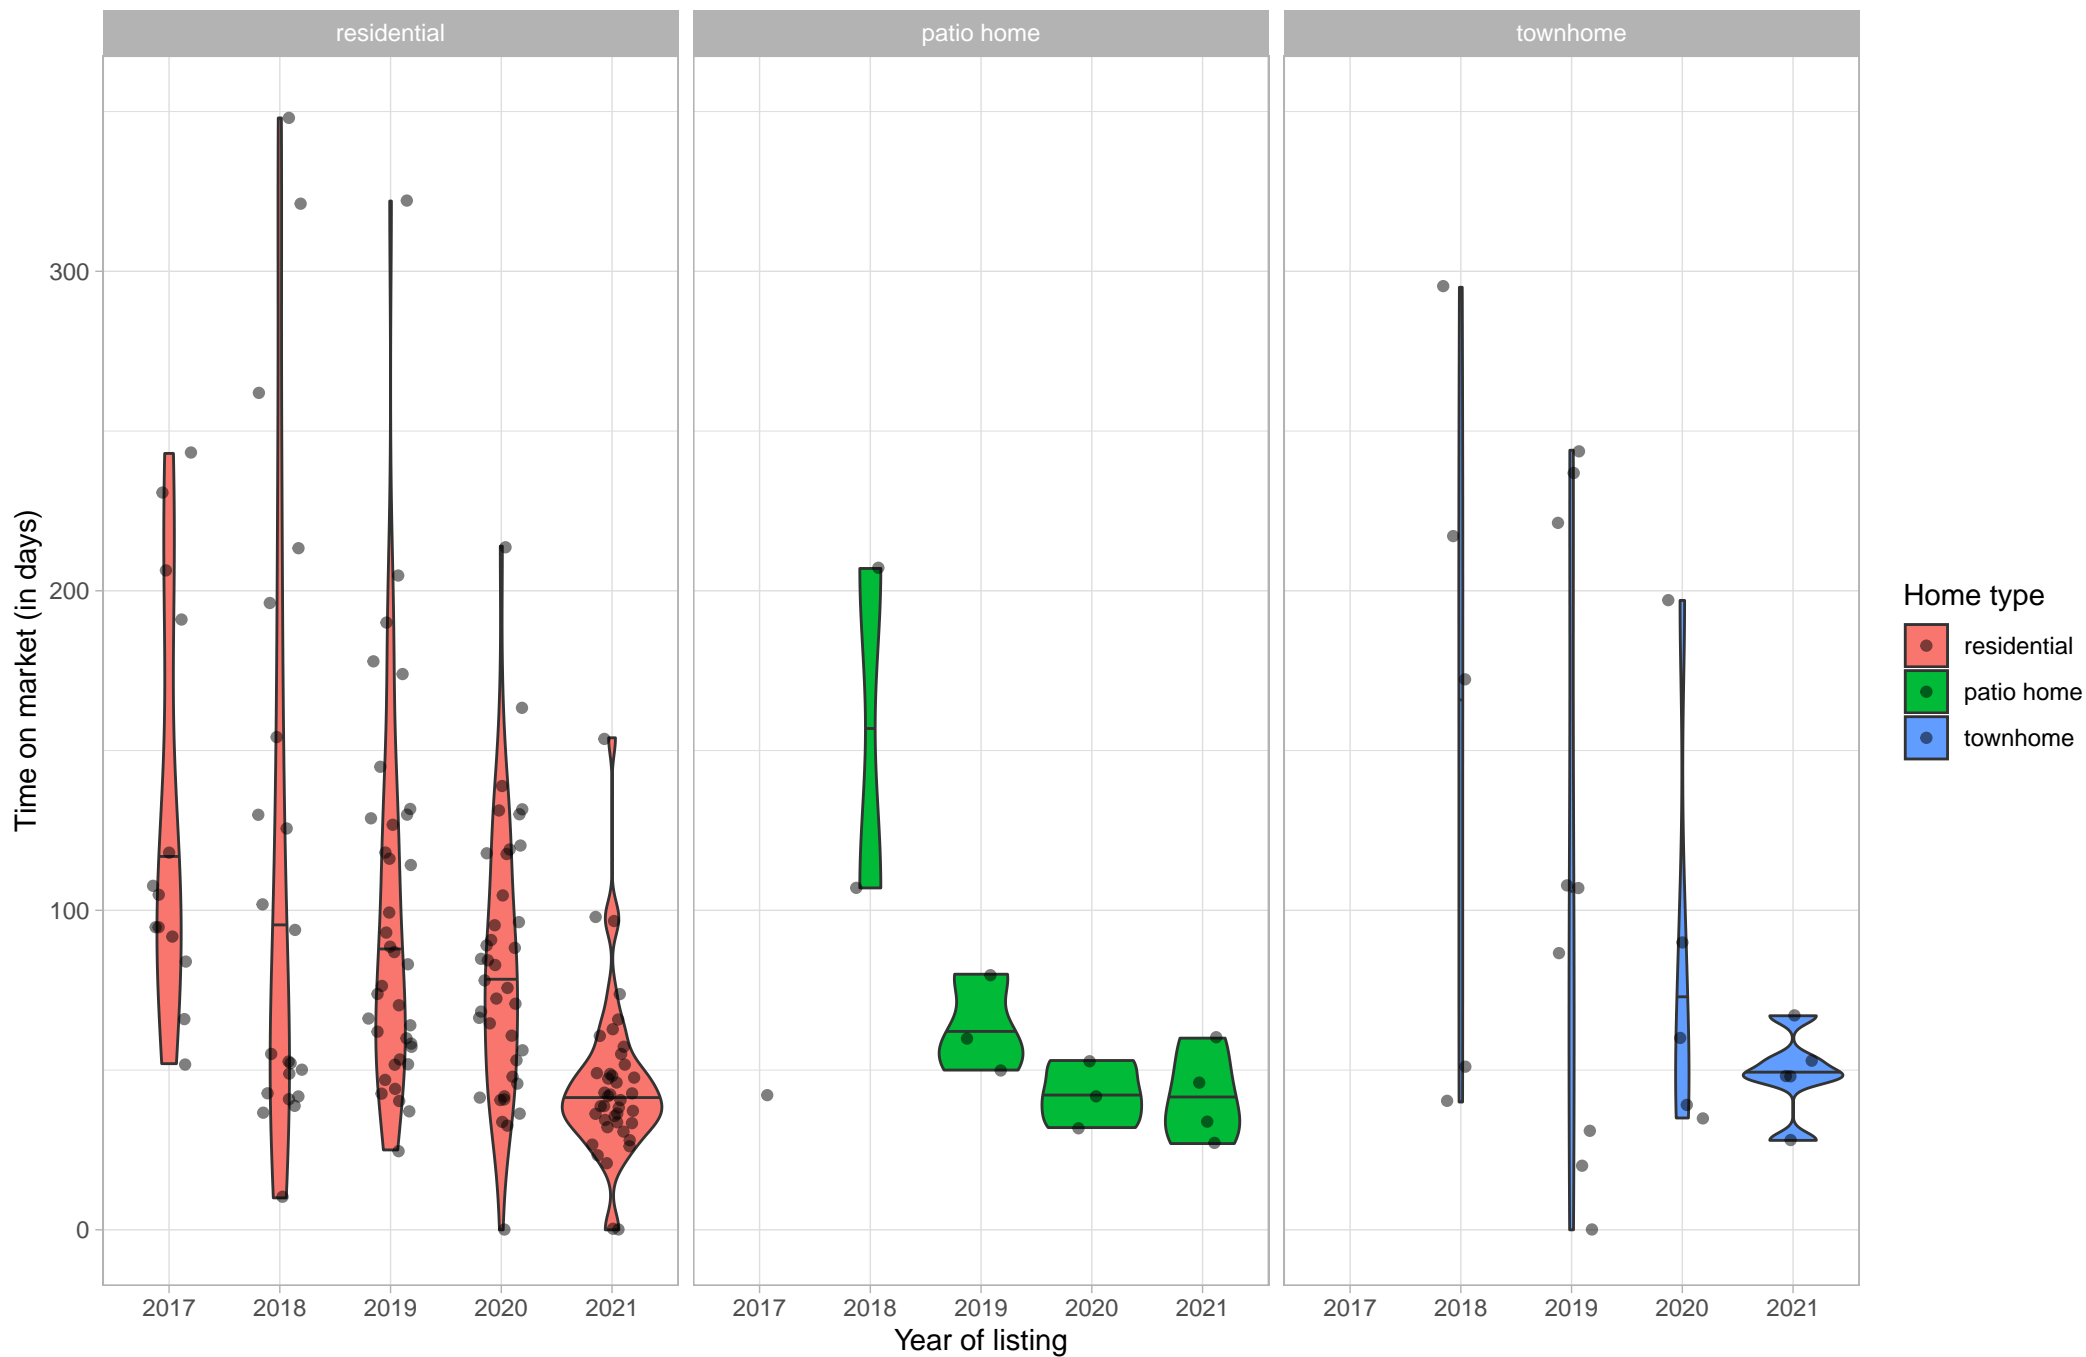 residential
patio home
townhome
Time on market (in days)
300
200
100
0
2017 2018 2019 2020 2021
2017 2018 2019 2020 2021
2017 2018 2019 2020 2021
Year of listing
Home type
residential
patio home
townhome